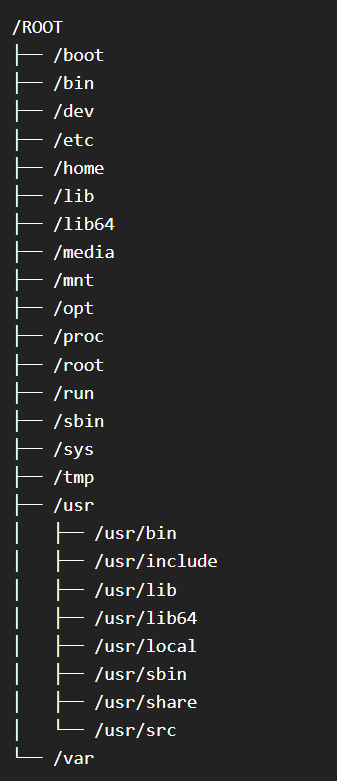 /ROOT
├── /boot
├── /bin
├── /dev
├── /etc
├── /home
├── /lib
├── /lib64
├── /media
├── /mnt
├── /opt
├── /proc
├── /root
├── /run
├── /sbin
├── /sys
├── /tmp
├── /usr
│   ├── /usr/bin
│   ├── /usr/include
│   ├── /usr/lib
│   ├── /usr/lib64
│   ├── /usr/local
│   ├── /usr/sbin
│   ├── /usr/share
│   └── /usr/src
└── /var